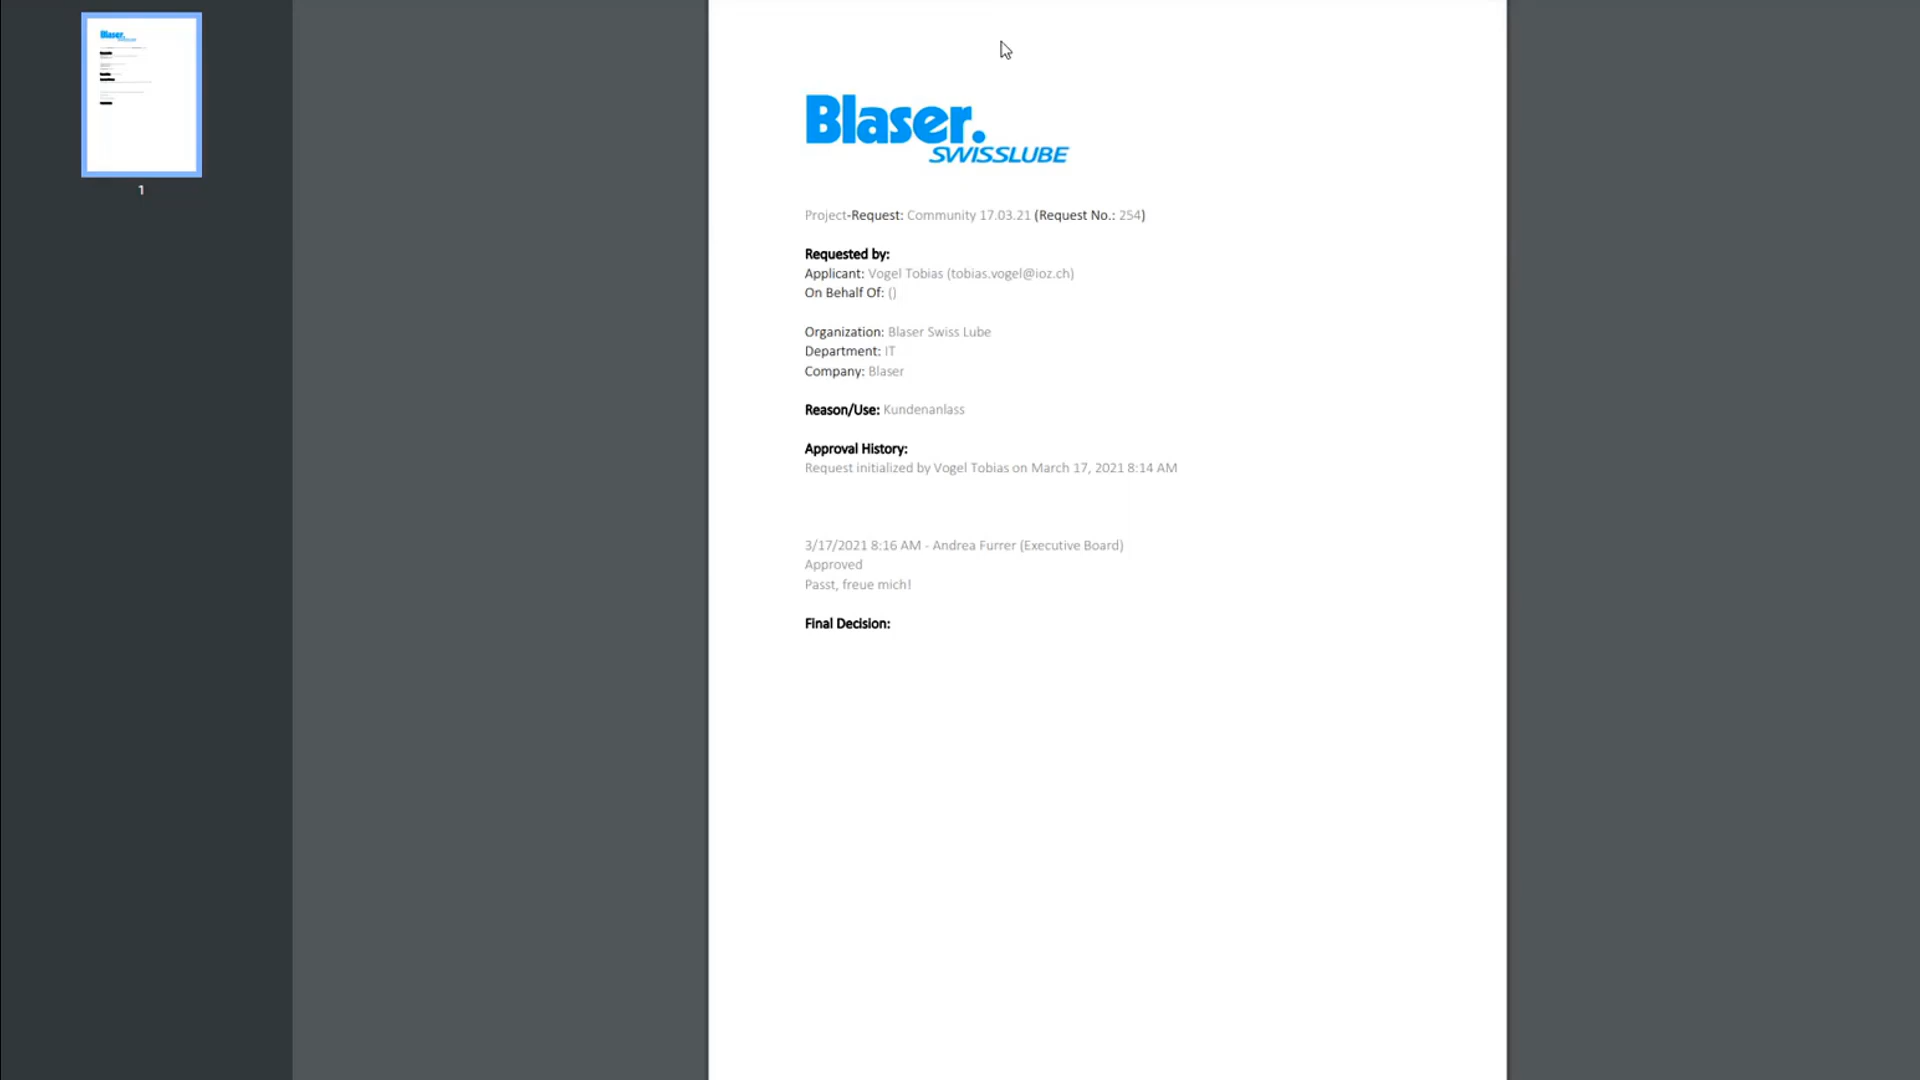 1
Blaser.
SWISSLUBE
Project-Request: Community 17.03.21 (Request No.: 254)
Requested by:
Applicant: Vogel Tobias (tobias.vogel@ioz.ch)
On Behalf Of: ()
Organization: Blaser Swiss Lube
Department: IT
Company: Blaser
Reason/Use: Kundenanlass
Approval History:
Request initialized by Vogel Tobias on March 17, 2021 8:14 AM
3/17/2021 8:16 AM - Andrea Furrer (Executive Board)
Approved
Passt, freue mich!
Final Decision: